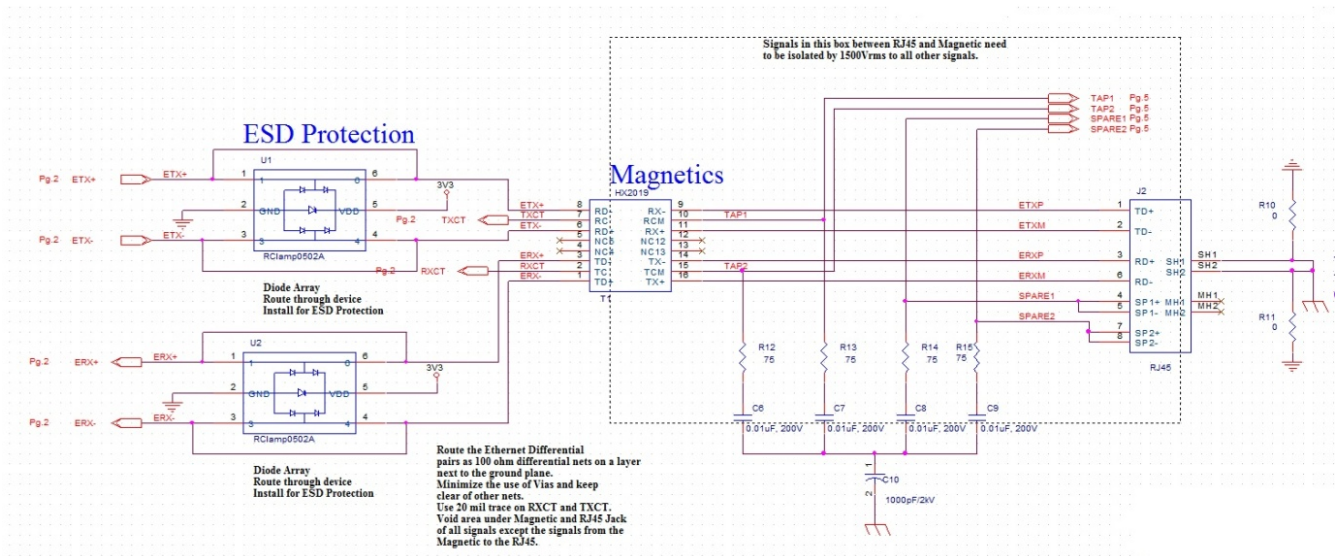 Signals in this box between RJ45 and Magnetic need
to be isolated by 1500Vrms to all other signals.
TAP1 Pg.5
TAP2 Pg.5
SPARE1 Pg.5
SPARE2 Pg.5
ESD Protection
U1
Pg.2 ETX+ ETX+ 1 1 6 6
3V3
2 GND VDD 5
Pg.2 ETX- ETX- 3 3 4 4
RClamp0502A
Pg.2 TXCT
Pg.2 RXCT
Diode Array
Route through device
Install for ESD Protection
Magnetics
HX2019
ETX+ 8 RD- RX- 9
TXCT 7 RC RCM 10 TAP1
ETX- 6 RD+ RX+ 11
5 NC5 NC12 12
4 NC4 NC13 13
ERX+ 3 TD- TX- 14
RXCT 2 TC TCM 15 TAP2
ERX- 1 TD+ TX+ 16
T1
J2
ETXP 1 TD+
ETXM 2 TD-
ERXP 3 RD+ SH1 SH1
ERXM 6 RD- SH2 SH2
SPARE1 4 SP1+ MH1 MH1
5 SP1- MH2 MH2
SPARE2 7 SP2+
8 SP2-
RJ45
R10
0
R11
0
U2
Pg.2 ERX+ ERX+ 1 1 6 6
3V3
2 GND VDD 5
Pg.2 ERX- ERX- 3 3 4 4
RClamp0502A
Diode Array
Route through device
Install for ESD Protection
R12
75
R13
75
R14
75
R15
75
C6
0.01uF, 200V
C7
0.01uF, 200V
C8
0.01uF, 200V
C9
0.01uF, 200V
1
C10
2
1000pF/2kV
Route the Ethernet Differential
pairs as 100 ohm differential nets on a layer
next to the ground plane.
Minimize the use of Vias and keep
clear of other nets.
Use 20 mil trace on RXCT and TXCT.
Void area under Magnetic and RJ45 Jack
of all signals except the signals from the
Magnetic to the RJ45.